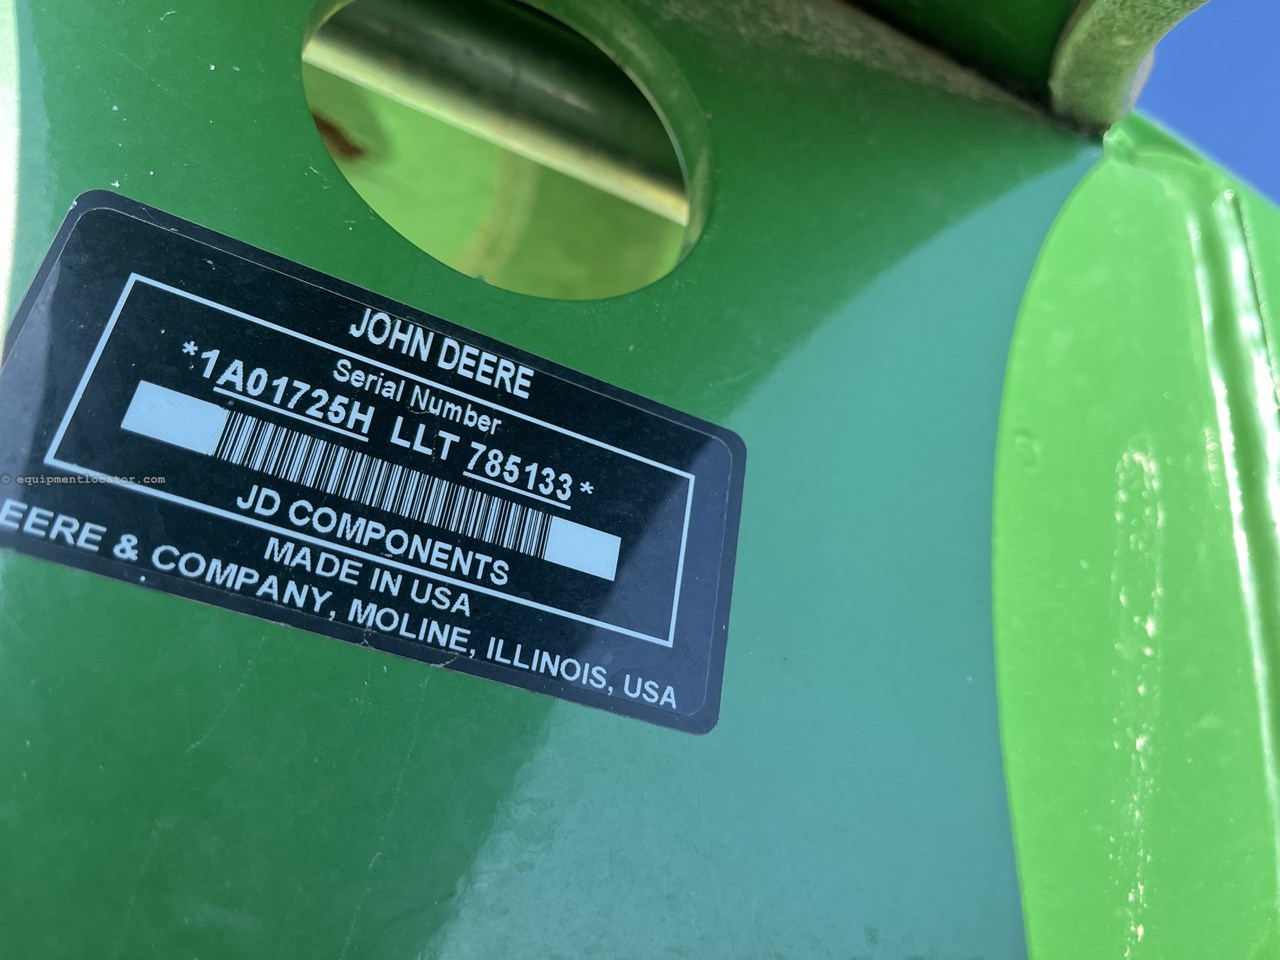 JOHN DEERE
Serial Number
*1A01725H LLT 785133*
JD COMPONENTS
MADE IN USA
EERE & COMPANY, MOLINE, ILLINOIS, USA
© equipmentlocator.com